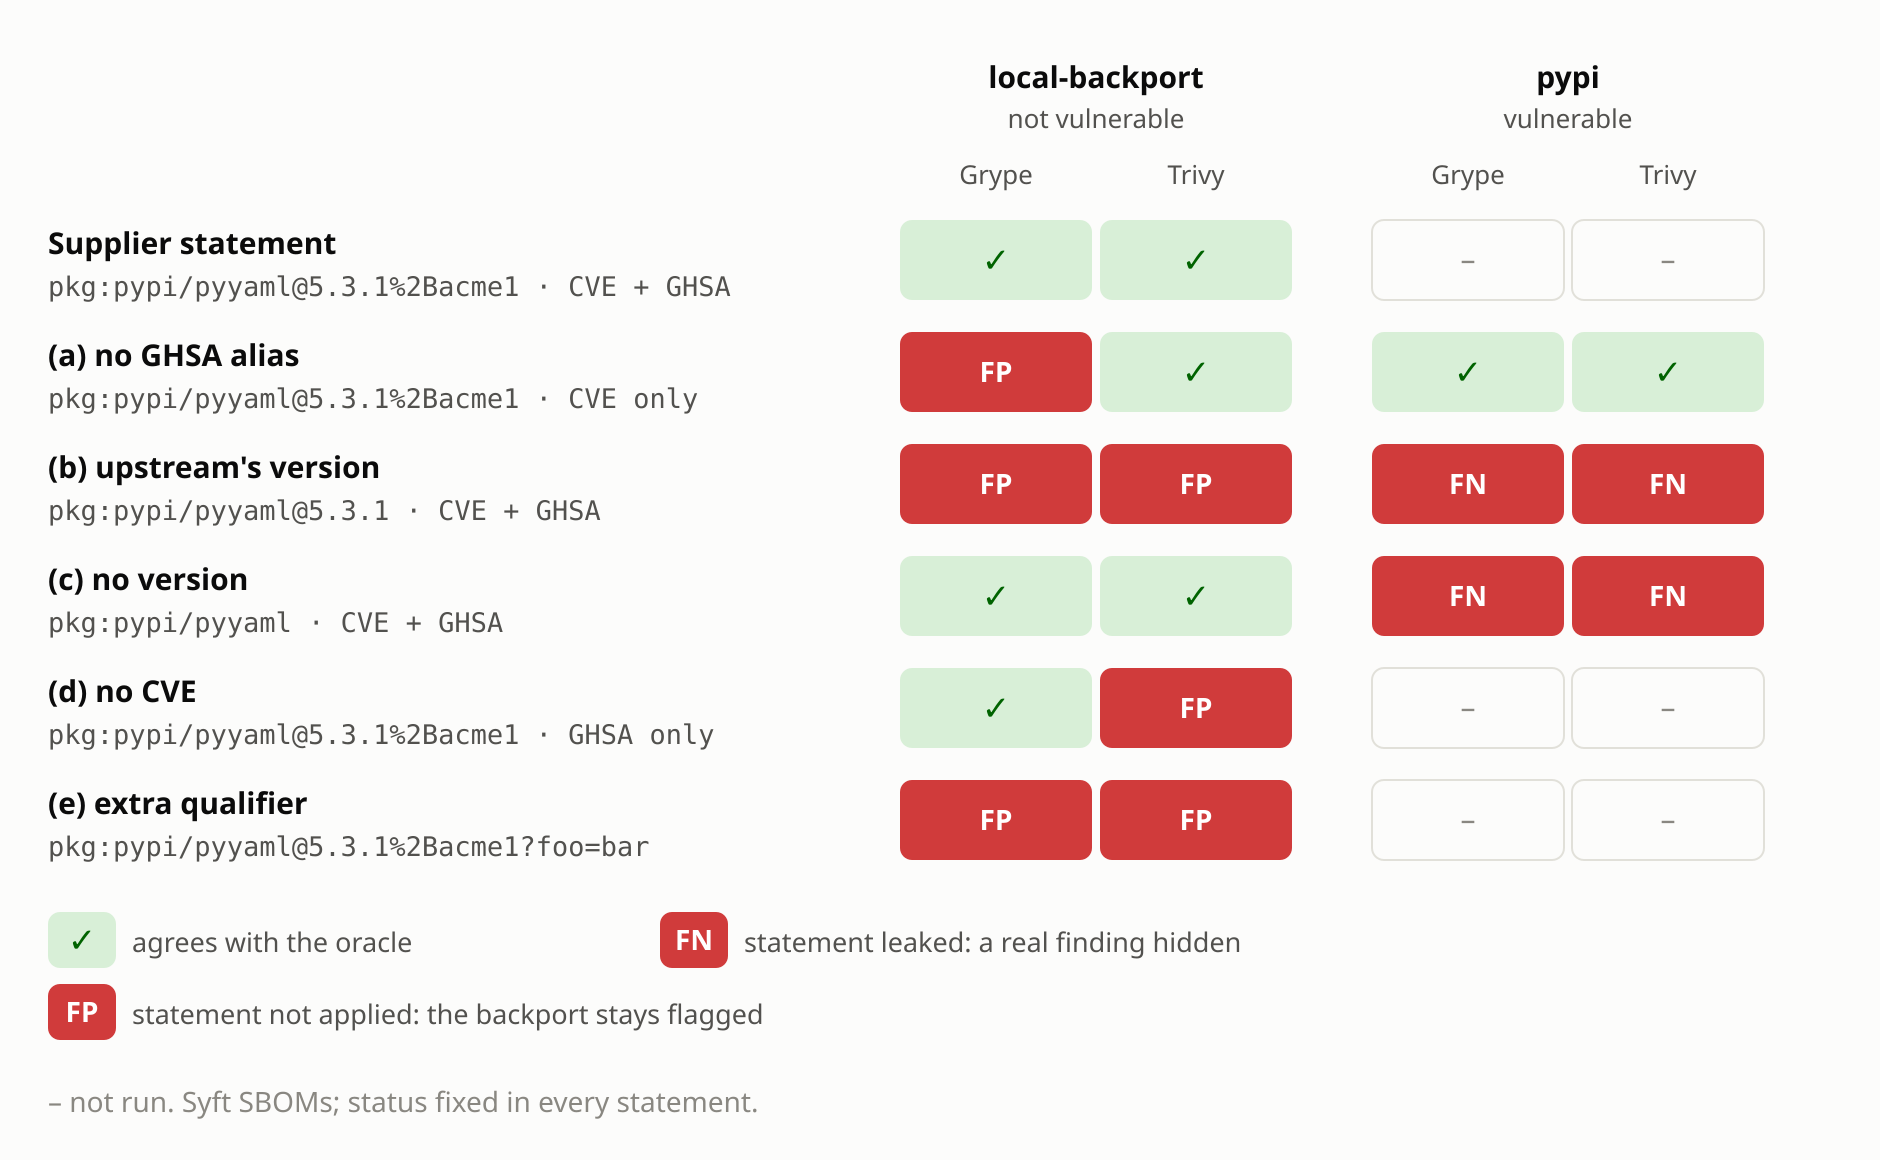 local-backport pypi
not vulnerable vulnerable
Grype Trivy Grype Trivy
Supplier statement
pkg:pypi/pyyaml@5.3.1%2Bacme1 · CVE + GHSA
✓ ✓ – –
(a) no GHSA alias
pkg:pypi/pyyaml@5.3.1%2Bacme1 · CVE only
FP ✓ ✓ ✓
(b) upstream's version
pkg:pypi/pyyaml@5.3.1 · CVE + GHSA
FP FP FN FN
(c) no version
pkg:pypi/pyyaml · CVE + GHSA
✓ ✓ FN FN
(d) no CVE
pkg:pypi/pyyaml@5.3.1%2Bacme1 · GHSA only
✓ FP – –
(e) extra qualifier
pkg:pypi/pyyaml@5.3.1%2Bacme1?foo=bar
FP FP – –
✓ agrees with the oracle
FN statement leaked: a real finding hidden
FP statement not applied: the backport stays flagged
– not run. Syft SBOMs; status fixed in every statement.